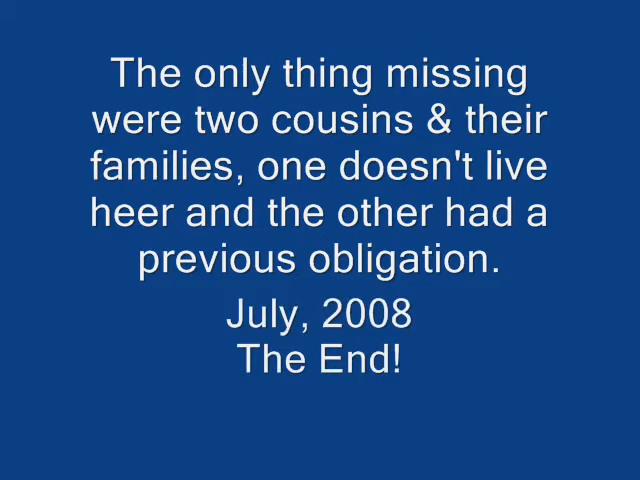 The only thing missing
were two cousins & their
families, one doesn't live
heer and the other had a
previous obligation.
July, 2008
The End!